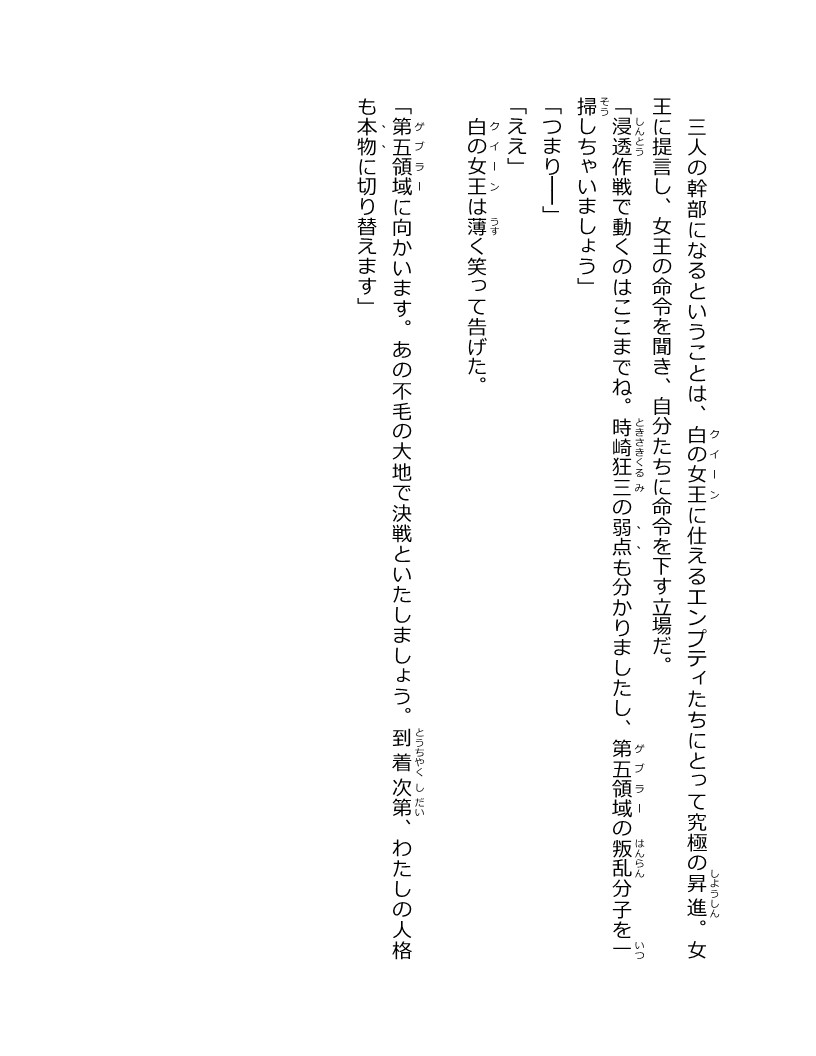 三人の幹部になるということは、白の女王に仕えるエンプティたちにとって究極の昇進。女
王に提言し、女王の命令を聞き、自分たちに命令を下す立場だ。
「浸透作戦で動くのはここまでね。時崎狂三の弱点も分かりましたし、第五領域の叛乱分子を一
掃しちゃいましょう」
「つまり――」
「ええ」
白の女王は薄く笑って告げた。
「第五領域に向かいます。あの不毛の大地で決戦といたしましょう。到着次第、わたしの人格
も本物に切り替えます」